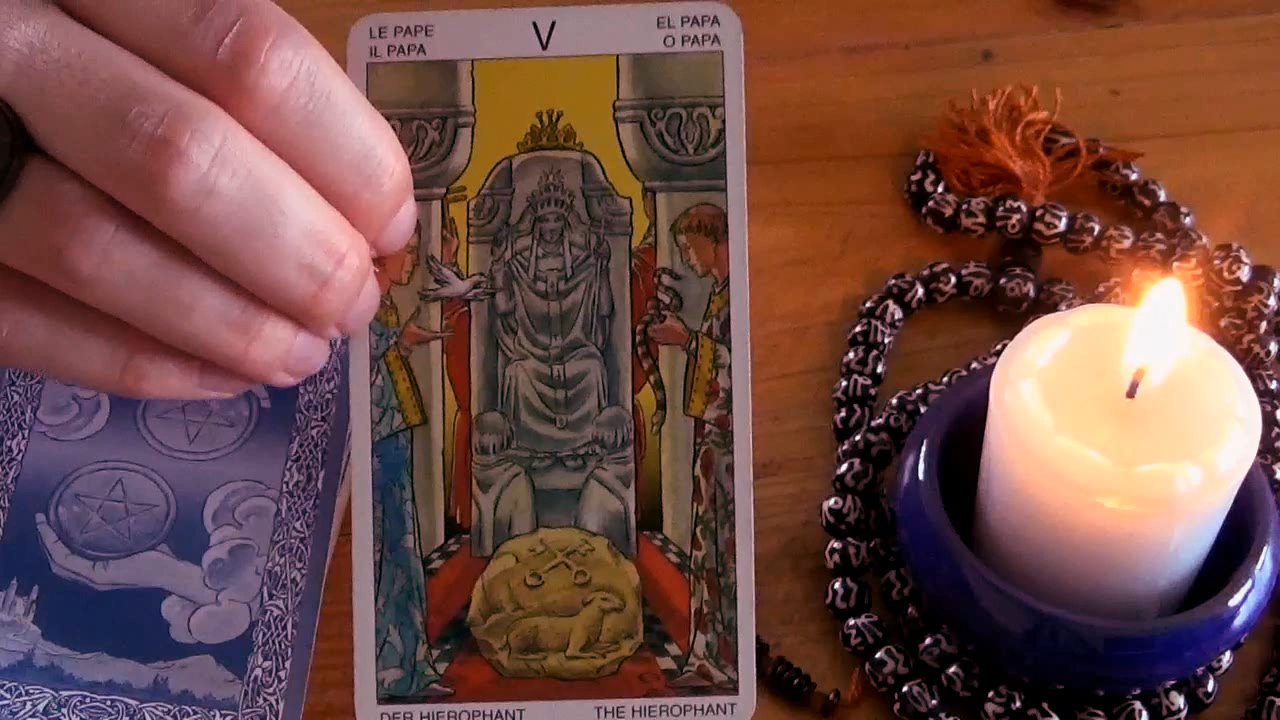 LE PAPE
IL PAPA
V
EL PAPA
O PAPA
DER HIEROPHANT
THE HIEROPHANT